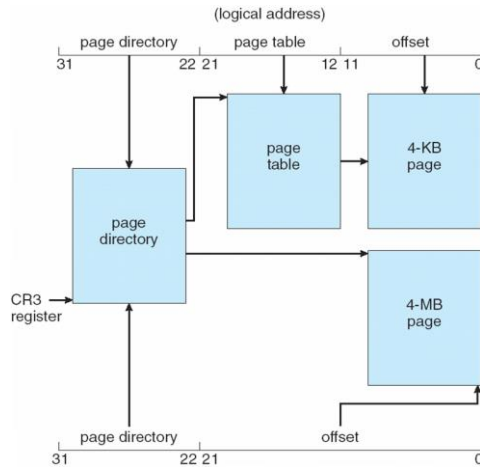 (logical address)
page directory page table offset
31 22 21 12 11 0
page table
4-KB page
page directory
4-MB page
CR3 register
page directory offset
31 22 21 0